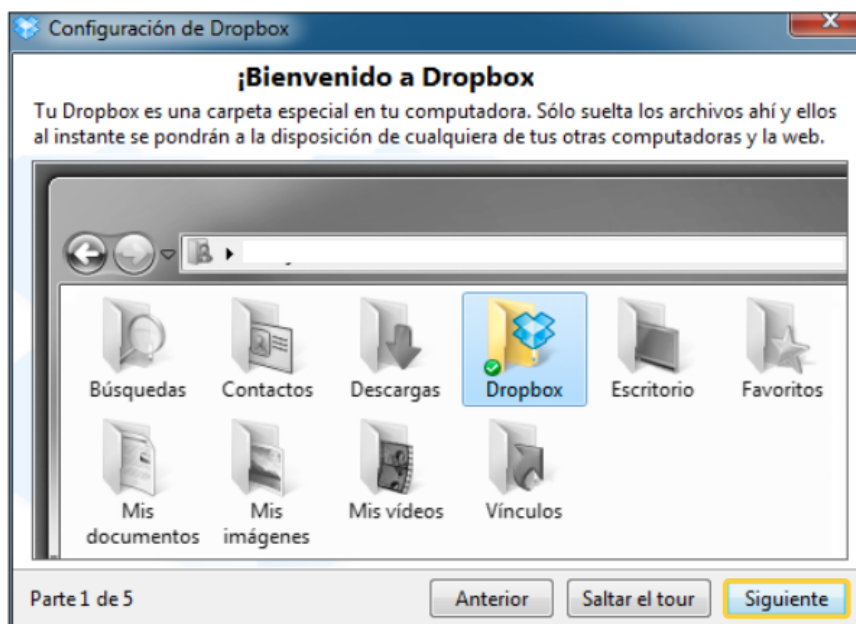 Configuración de Dropbox
¡Bienvenido a Dropbox
Tu Dropbox es una carpeta especial en tu computadora. Sólo suelta los archivos ahí y ellos
al instante se pondrán a la disposición de cualquiera de tus otras computadoras y la web.
Búsquedas Contactos Descargas Dropbox Escritorio Favoritos
Mis Mis Mis vídeos Vínculos
documentos imágenes
Parte 1 de 5 Anterior Saltar el tour Siguiente